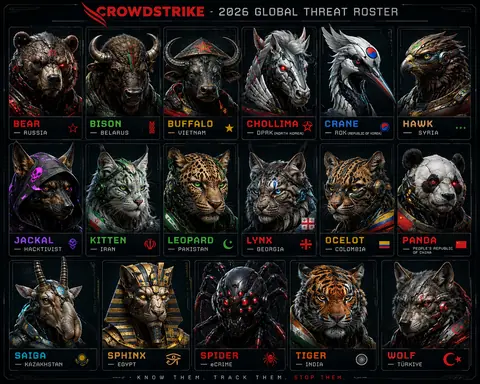 CROWDSTRIKE - 2026 GLOBAL THREAT ROSTER
BEAR
— RUSSIA
BISON
— BELARUS
BUFFALO
— VIETNAM
CHOLLIMA
— DPRK (NORTH KOREA)
CRANE
— ROK (REPUBLIC OF KOREA)
HAWK
— SYRIA
JACKAL
— HACKTIVIST
KITTEN
— IRAN
LEOPARD
— PAKISTAN
LYNX
— GEORGIA
OCELOT
— COLOMBIA
PANDA
— PEOPLE'S REPUBLIC OF CHINA
SAIGA
— KAZAKHSTAN
SPHINX
— EGYPT
SPIDER
— eCRIME
TIGER
— INDIA
WOLF
— TÜRKIYE
- KNOW THEM. TRACK THEM. STOP THEM. -